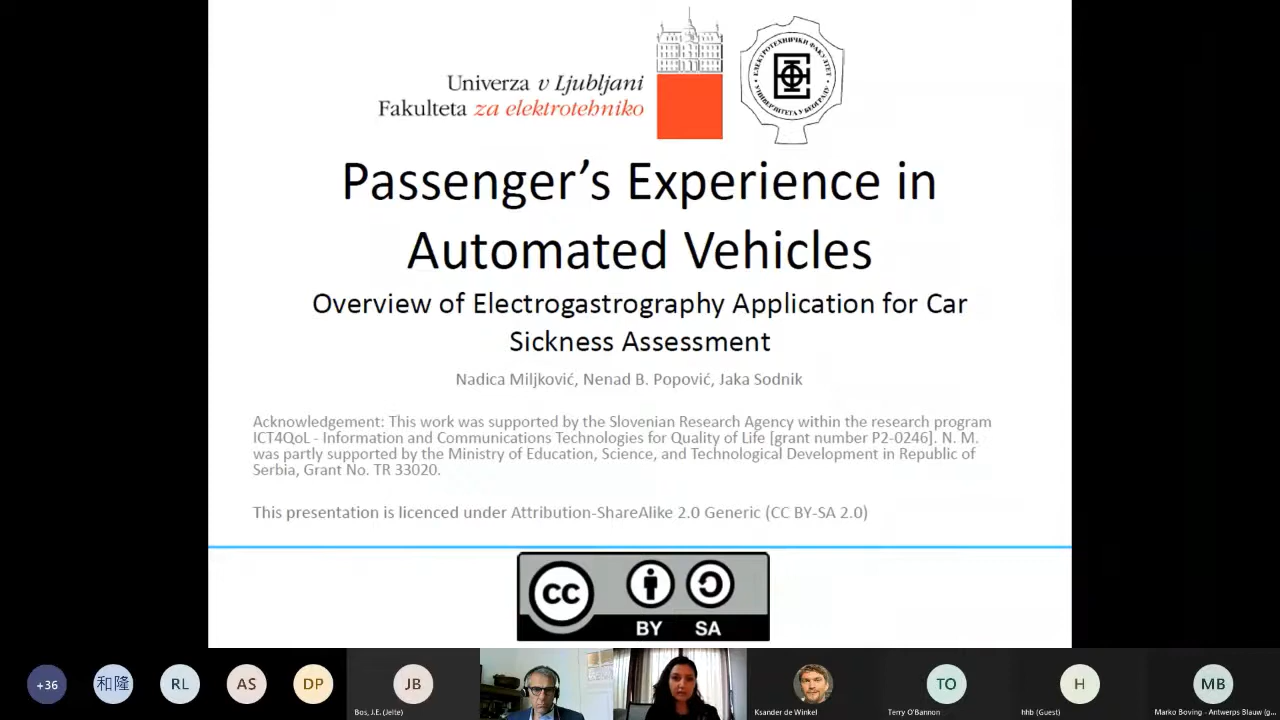 Univerza v Ljubljani
Fakulteta za elektrotehniko
ЕЛЕКТРОТЕХНИЧКИ ФАКУЛТЕТ
УНИВЕРЗИТЕТА У БЕОГРАДУ
Passenger’s Experience in
Automated Vehicles
Overview of Electrogastrography Application for Car
Sickness Assessment
Nadica Miljković, Nenad B. Popović, Jaka Sodnik
Acknowledgement: This work was supported by the Slovenian Research Agency within the research program
ICT4QoL - Information and Communications Technologies for Quality of Life [grant number P2-0246]. N. M.
was partly supported by the Ministry of Education, Science, and Technological Development in Republic of
Serbia, Grant No. TR 33020.
This presentation is licenced under Attribution-ShareAlike 2.0 Generic (CC BY-SA 2.0)
CC
BY SA
+36 和隆 RL AS DP JB TO H MB
Bos, J.E. (Jelte) Ksander de Winkel Terry O'Bannon hhb (Guest) Marko Boving - Antwerps Blauw (g...